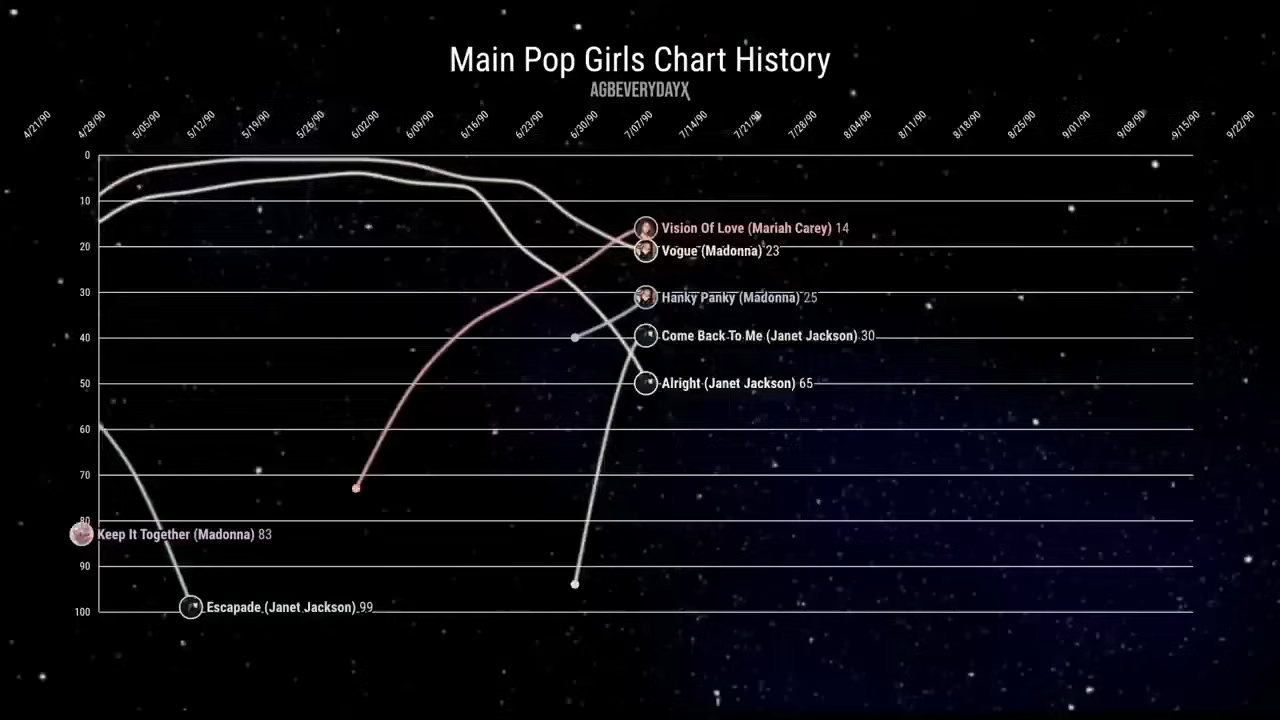 Main Pop Girls Chart History
AGBEVERYDAYX
4/21/90 4/28/90 5/05/90 5/12/90 5/19/90 5/26/90 6/02/90 6/09/90 6/16/90 6/23/90 6/30/90 7/07/90 7/14/90 7/21/90 7/28/90 8/04/90 8/11/90 8/18/90 8/25/90 9/01/90 9/08/90 9/15/90 9/22/90
0
10
20
30
40
50
60
70
80
90
100
Vision Of Love (Mariah Carey) 14
Vogue (Madonna) 23
Hanky Panky (Madonna) 25
Come Back To Me (Janet Jackson) 30
Alright (Janet Jackson) 65
Keep It Together (Madonna) 83
Escapade (Janet Jackson) 99